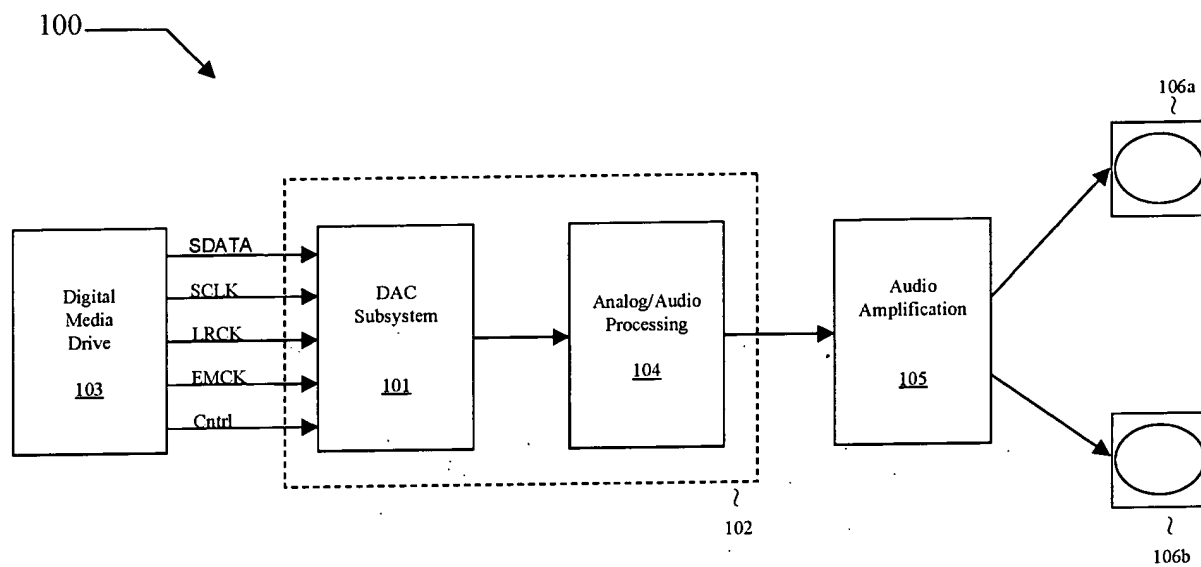 100
106a
SDATA
SCLK
LRCK
EMCK
Cntrl
Digital
Media
Drive
103
DAC
Subsystem
101
Analog/Audio
Processing
104
Audio
Amplification
105
102
106b